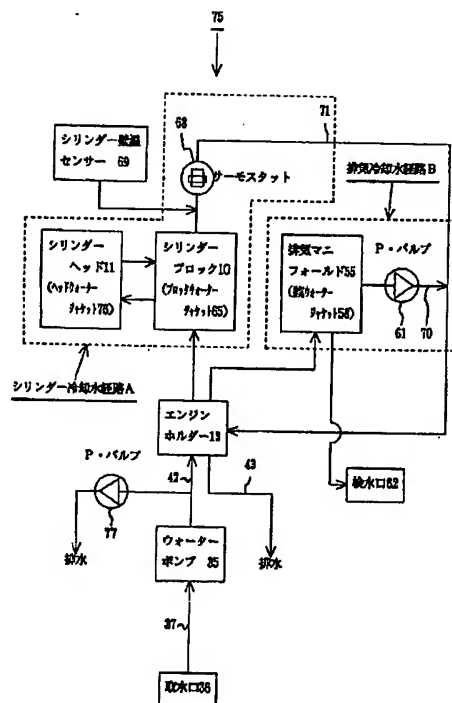 75
68
71
シリンダー壁温
センサー 69
サーモスタット
排気冷却水経路B
シリンダー
ヘッド11
(ヘッドウォーター
ジャケット76)
シリンダー
ブロック10
(ブロックウォーター
ジャケット65)
排気マニ
フォールド55
(排気ウォーター
ジャケット58)
P・バルブ
61
70
シリンダー冷却水経路A
エンジン
ホルダー13
P・バルブ
42
43
検水口62
77
排水
ウォーター
ポンプ 35
排水
37
取水口36